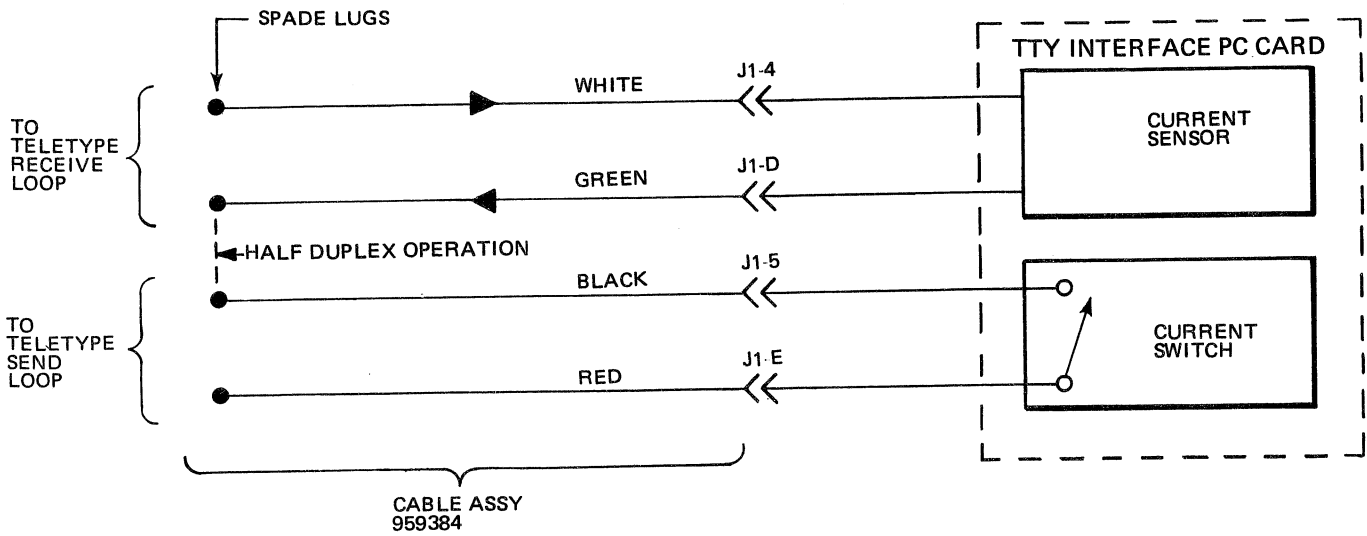 SPADE LUGS
TTY INTERFACE PC CARD
TO
TELETYPE
RECEIVE
LOOP
WHITE
J1-4
CURRENT
SENSOR
GREEN
J1-D
HALF DUPLEX OPERATION
TO
TELETYPE
SEND
LOOP
BLACK
J1-5
CURRENT
SWITCH
RED
J1-E
CABLE ASSY
959384